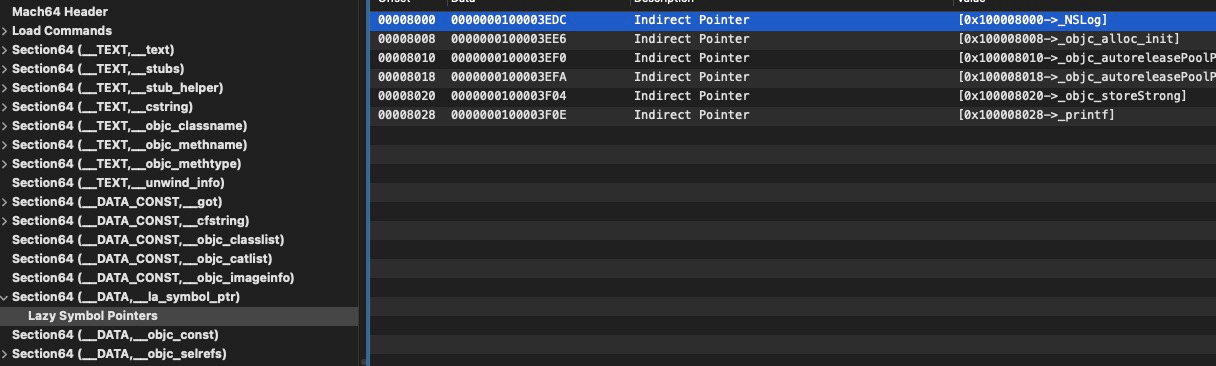 Mach64 Header
Load Commands
Section64 (__TEXT,__text)
Section64 (__TEXT,__stubs)
Section64 (__TEXT,__stub_helper)
Section64 (__TEXT,__cstring)
Section64 (__TEXT,__objc_classname)
Section64 (__TEXT,__objc_methname)
Section64 (__TEXT,__objc_methtype)
Section64 (__TEXT,__unwind_info)
Section64 (__DATA_CONST,__got)
Section64 (__DATA_CONST,__cfstring)
Section64 (__DATA_CONST,__objc_classlist)
Section64 (__DATA_CONST,__objc_catlist)
Section64 (__DATA_CONST,__objc_imageinfo)
Section64 (__DATA,__la_symbol_ptr)
Lazy Symbol Pointers
Section64 (__DATA,__objc_const)
Section64 (__DATA,__objc_selrefs)
Offset Data Description Value
00008000 0000000100003EDC Indirect Pointer [0x100008000->_NSLog]
00008008 0000000100003EE6 Indirect Pointer [0x100008008->_objc_alloc_init]
00008010 0000000100003EF0 Indirect Pointer [0x100008010->_objc_autoreleasePoolP
00008018 0000000100003EFA Indirect Pointer [0x100008018->_objc_autoreleasePoolP
00008020 0000000100003F04 Indirect Pointer [0x100008020->_objc_storeStrong]
00008028 0000000100003F0E Indirect Pointer [0x100008028->_printf]